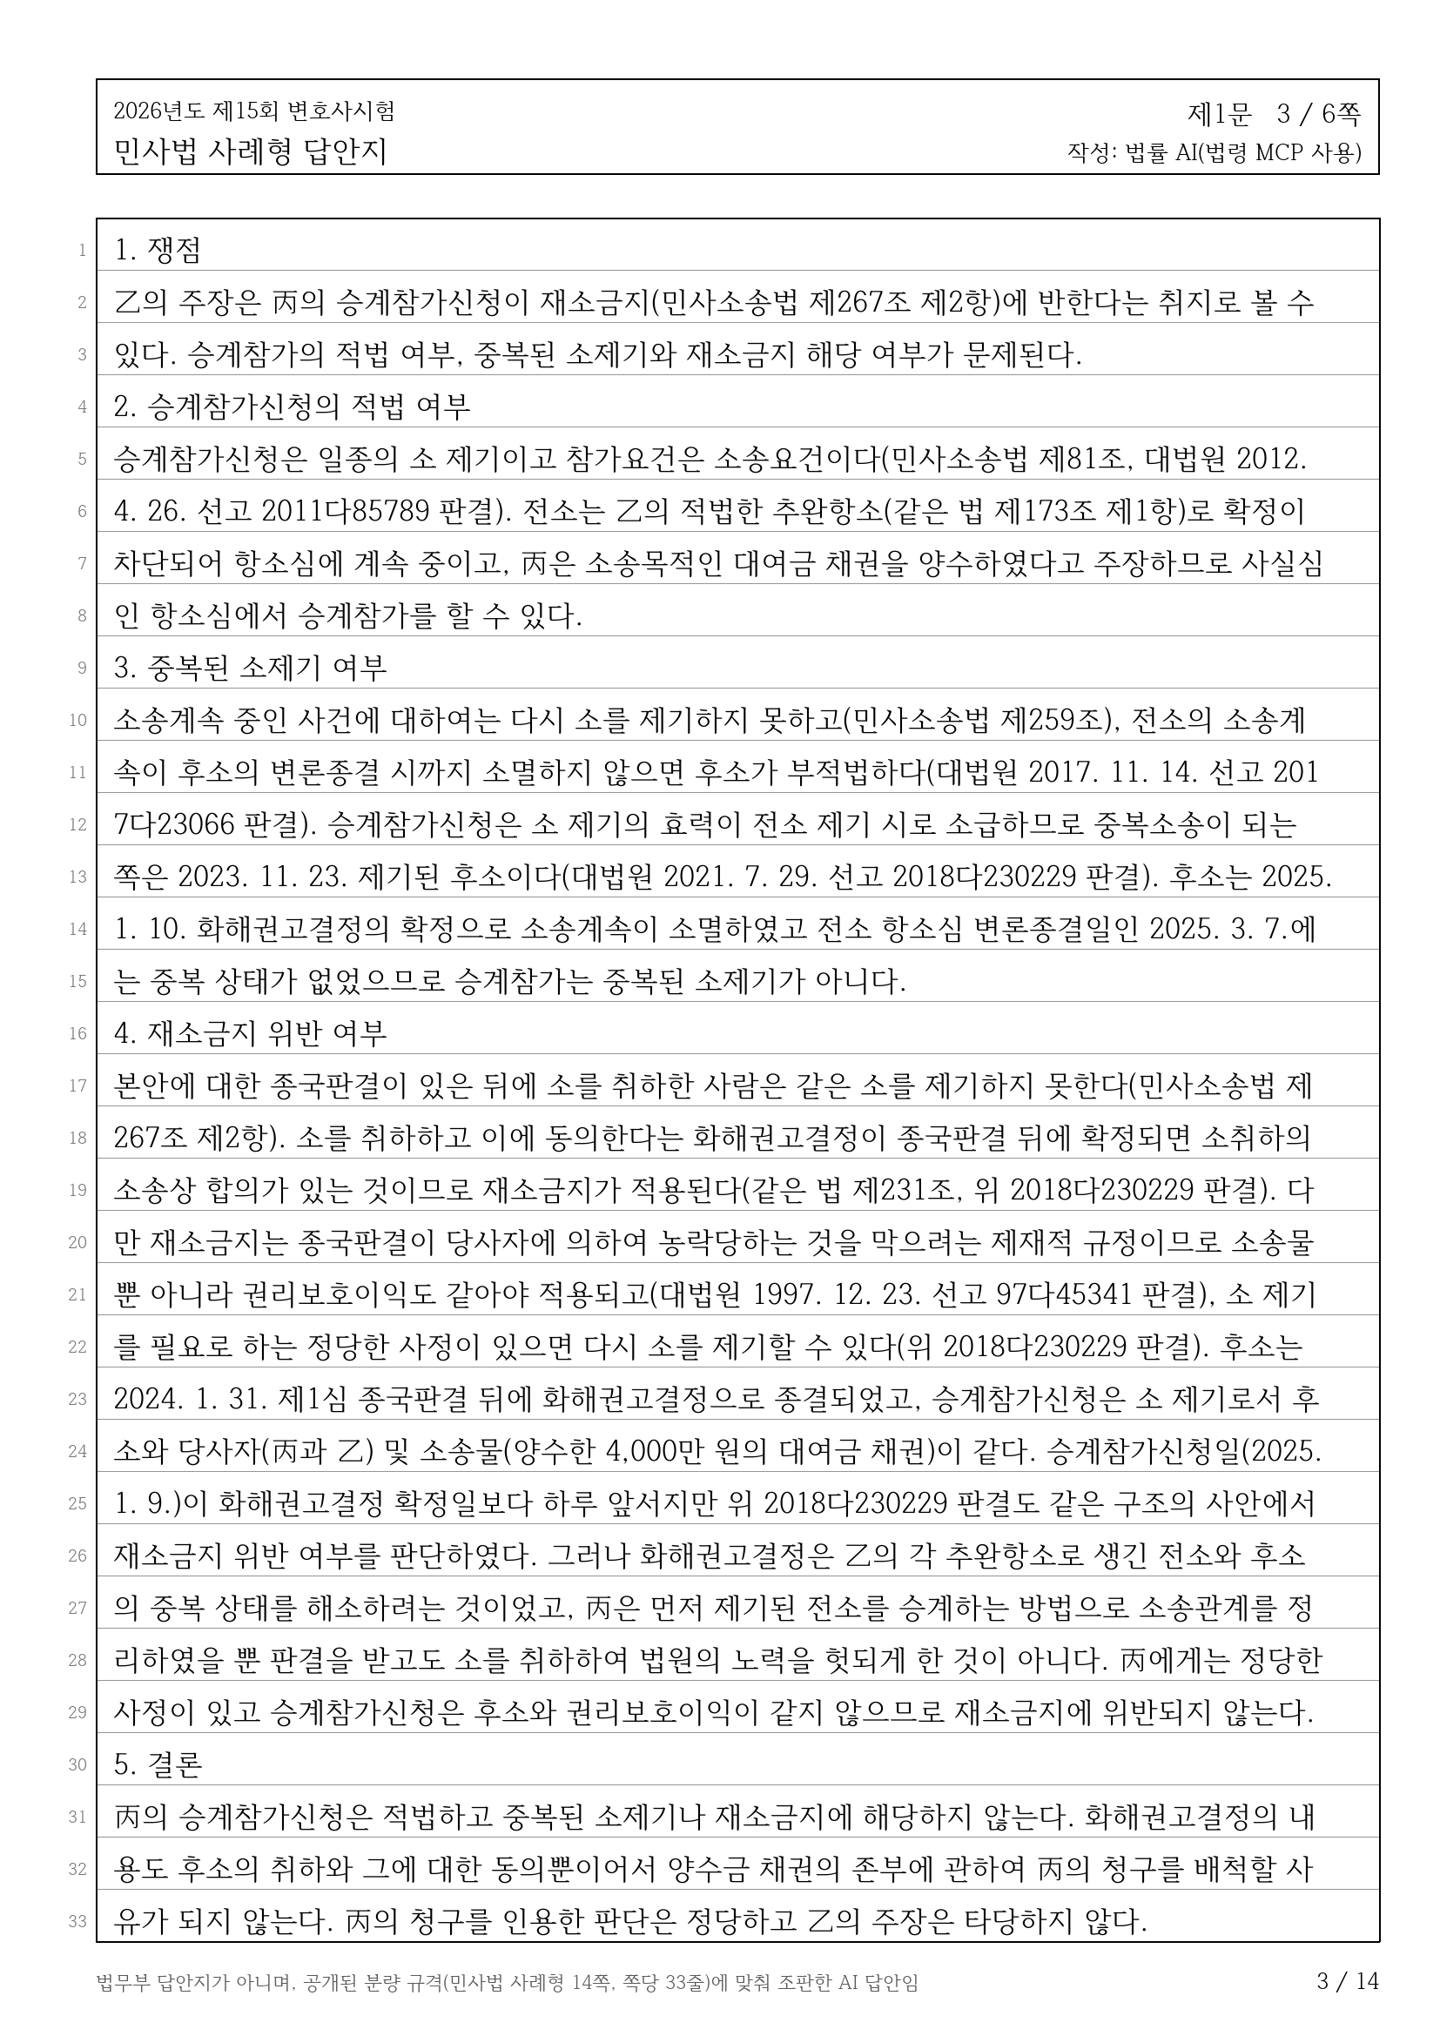 2026년도 제15회 변호사시험
민사법 사례형 답안지
제1문 3 / 6쪽
작성: 법률 AI(법령 MCP 사용)
1 1. 쟁점
2 乙의 주장은 丙의 승계참가신청이 재소금지(민사소송법 제267조 제2항)에 반한다는 취지로 볼 수
3 있다. 승계참가의 적법 여부, 중복된 소제기와 재소금지 해당 여부가 문제된다.
4 2. 승계참가신청의 적법 여부
5 승계참가신청은 일종의 소 제기이고 참가요건은 소송요건이다(민사소송법 제81조, 대법원 2012.
6 4. 26. 선고 2011다85789 판결). 전소는 乙의 적법한 추완항소(같은 법 제173조 제1항)로 확정이
7 차단되어 항소심에 계속 중이고, 丙은 소송목적인 대여금 채권을 양수하였다고 주장하므로 사실심
8 인 항소심에서 승계참가를 할 수 있다.
9 3. 중복된 소제기 여부
10 소송계속 중인 사건에 대하여는 다시 소를 제기하지 못하고(민사소송법 제259조), 전소의 소송계
11 속이 후소의 변론종결 시까지 소멸하지 않으면 후소가 부적법하다(대법원 2017. 11. 14. 선고 201
12 7다23066 판결). 승계참가신청은 소 제기의 효력이 전소 제기 시로 소급하므로 중복소송이 되는
13 쪽은 2023. 11. 23. 제기된 후소이다(대법원 2021. 7. 29. 선고 2018다230229 판결). 후소는 2025.
14 1. 10. 화해권고결정의 확정으로 소송계속이 소멸하였고 전소 항소심 변론종결일인 2025. 3. 7.에
15 는 중복 상태가 없었으므로 승계참가는 중복된 소제기가 아니다.
16 4. 재소금지 위반 여부
17 본안에 대한 종국판결이 있은 뒤에 소를 취하한 사람은 같은 소를 제기하지 못한다(민사소송법 제
18 267조 제2항). 소를 취하하고 이에 동의한다는 화해권고결정이 종국판결 뒤에 확정되면 소취하의
19 소송상 합의가 있는 것이므로 재소금지가 적용된다(같은 법 제231조, 위 2018다230229 판결). 다
20 만 재소금지는 종국판결이 당사자에 의하여 농락당하는 것을 막으려는 제재적 규정이므로 소송물
21 뿐 아니라 권리보호이익도 같아야 적용되고(대법원 1997. 12. 23. 선고 97다45341 판결), 소 제기
22 를 필요로 하는 정당한 사정이 있으면 다시 소를 제기할 수 있다(위 2018다230229 판결). 후소는
23 2024. 1. 31. 제1심 종국판결 뒤에 화해권고결정으로 종결되었고, 승계참가신청은 소 제기로서 후
24 소와 당사자(丙과 乙) 및 소송물(양수한 4,000만 원의 대여금 채권)이 같다. 승계참가신청일(2025.
25 1. 9.)이 화해권고결정 확정일보다 하루 앞서지만 위 2018다230229 판결도 같은 구조의 사안에서
26 재소금지 위반 여부를 판단하였다. 그러나 화해권고결정은 乙의 각 추완항소로 생긴 전소와 후소
27 의 중복 상태를 해소하려는 것이었고, 丙은 먼저 제기된 전소를 승계하는 방법으로 소송관계를 정
28 리하였을 뿐 판결을 받고도 소를 취하하여 법원의 노력을 헛되게 한 것이 아니다. 丙에게는 정당한
29 사정이 있고 승계참가신청은 후소와 권리보호이익이 같지 않으므로 재소금지에 위반되지 않는다.
30 5. 결론
31 丙의 승계참가신청은 적법하고 중복된 소제기나 재소금지에 해당하지 않는다. 화해권고결정의 내
32 용도 후소의 취하와 그에 대한 동의뿐이어서 양수금 채권의 존부에 관하여 丙의 청구를 배척할 사
33 유가 되지 않는다. 丙의 청구를 인용한 판단은 정당하고 乙의 주장은 타당하지 않다.
법무부 답안지가 아니며, 공개된 분량 규격(민사법 사례형 14쪽, 쪽당 33줄)에 맞춰 조판한 AI 답안임
3 / 14